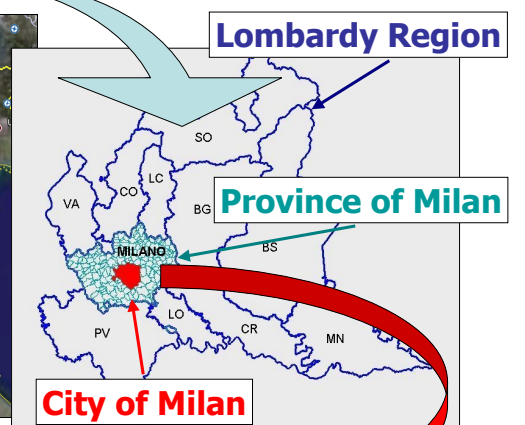 Lombardy Region
SO
LC
CO
VA
BG
Province of Milan
MILANO
BS
LO
PV
CR
MN
City of Milan